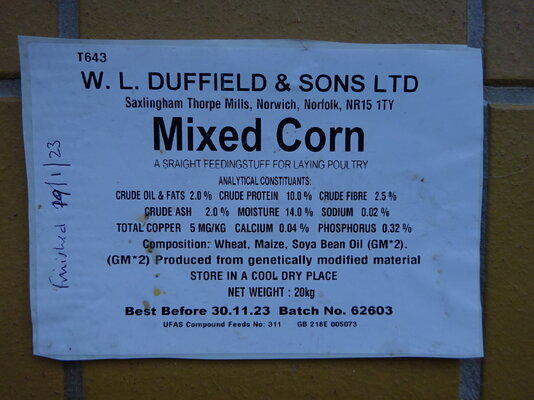 T643
W. L. DUFFIELD & SONS LTD
Saxlingham Thorpe Mills, Norwich, Norfolk, NR15 1TY
Mixed Corn
A SRAIGHT FEEDINGSTUFF FOR LAYING POULTRY
ANALYTICAL CONSTITUANTS:
CRUDE OIL & FATS 2.0 % CRUDE PROTEIN 10.0 % CRUDE FIBRE 2.5 %
CRUDE ASH 2.0 % MOISTURE 14.0 % SODIUM 0.02 %
TOTAL COPPER 5 MG/KG CALCIUM 0.04 % PHOSPHORUS 0.32 %
Composition: Wheat, Maize, Soya Bean Oil (GM*2).
(GM*2) Produced from genetically modified material
STORE IN A COOL DRY PLACE
NET WEIGHT : 20kg
Best Before 30.11.23 Batch No. 62603
UFAS Compound Feeds No: 311 GB 218E 005073
Finished /1/23